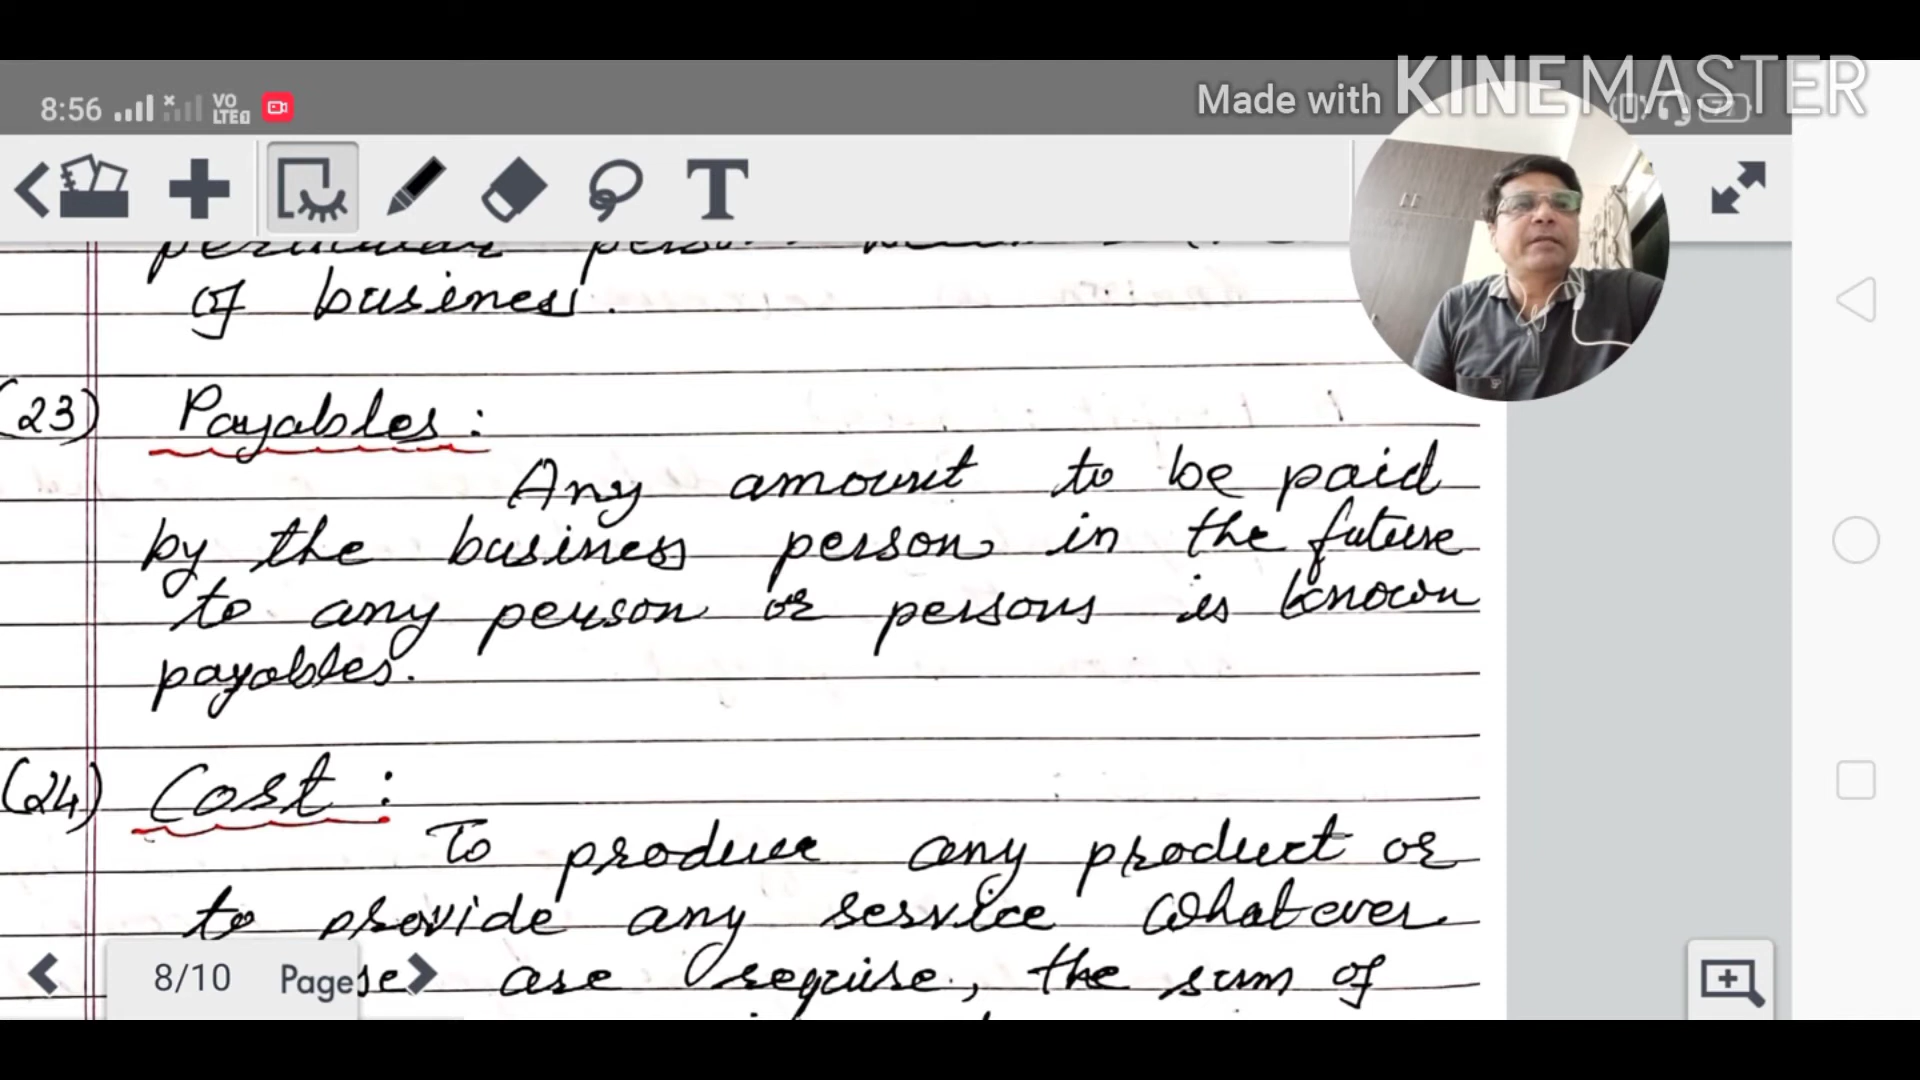 8:56 VO LTE
Made with KINEMASTER
T
of business.
(23) Payables:
Any amount to be paid
by the business person in the future
to any person or persons is known
payables.
(24) Cost:
To produce any product or
to provide any service whatever
are require, the sum of
8/10 Page